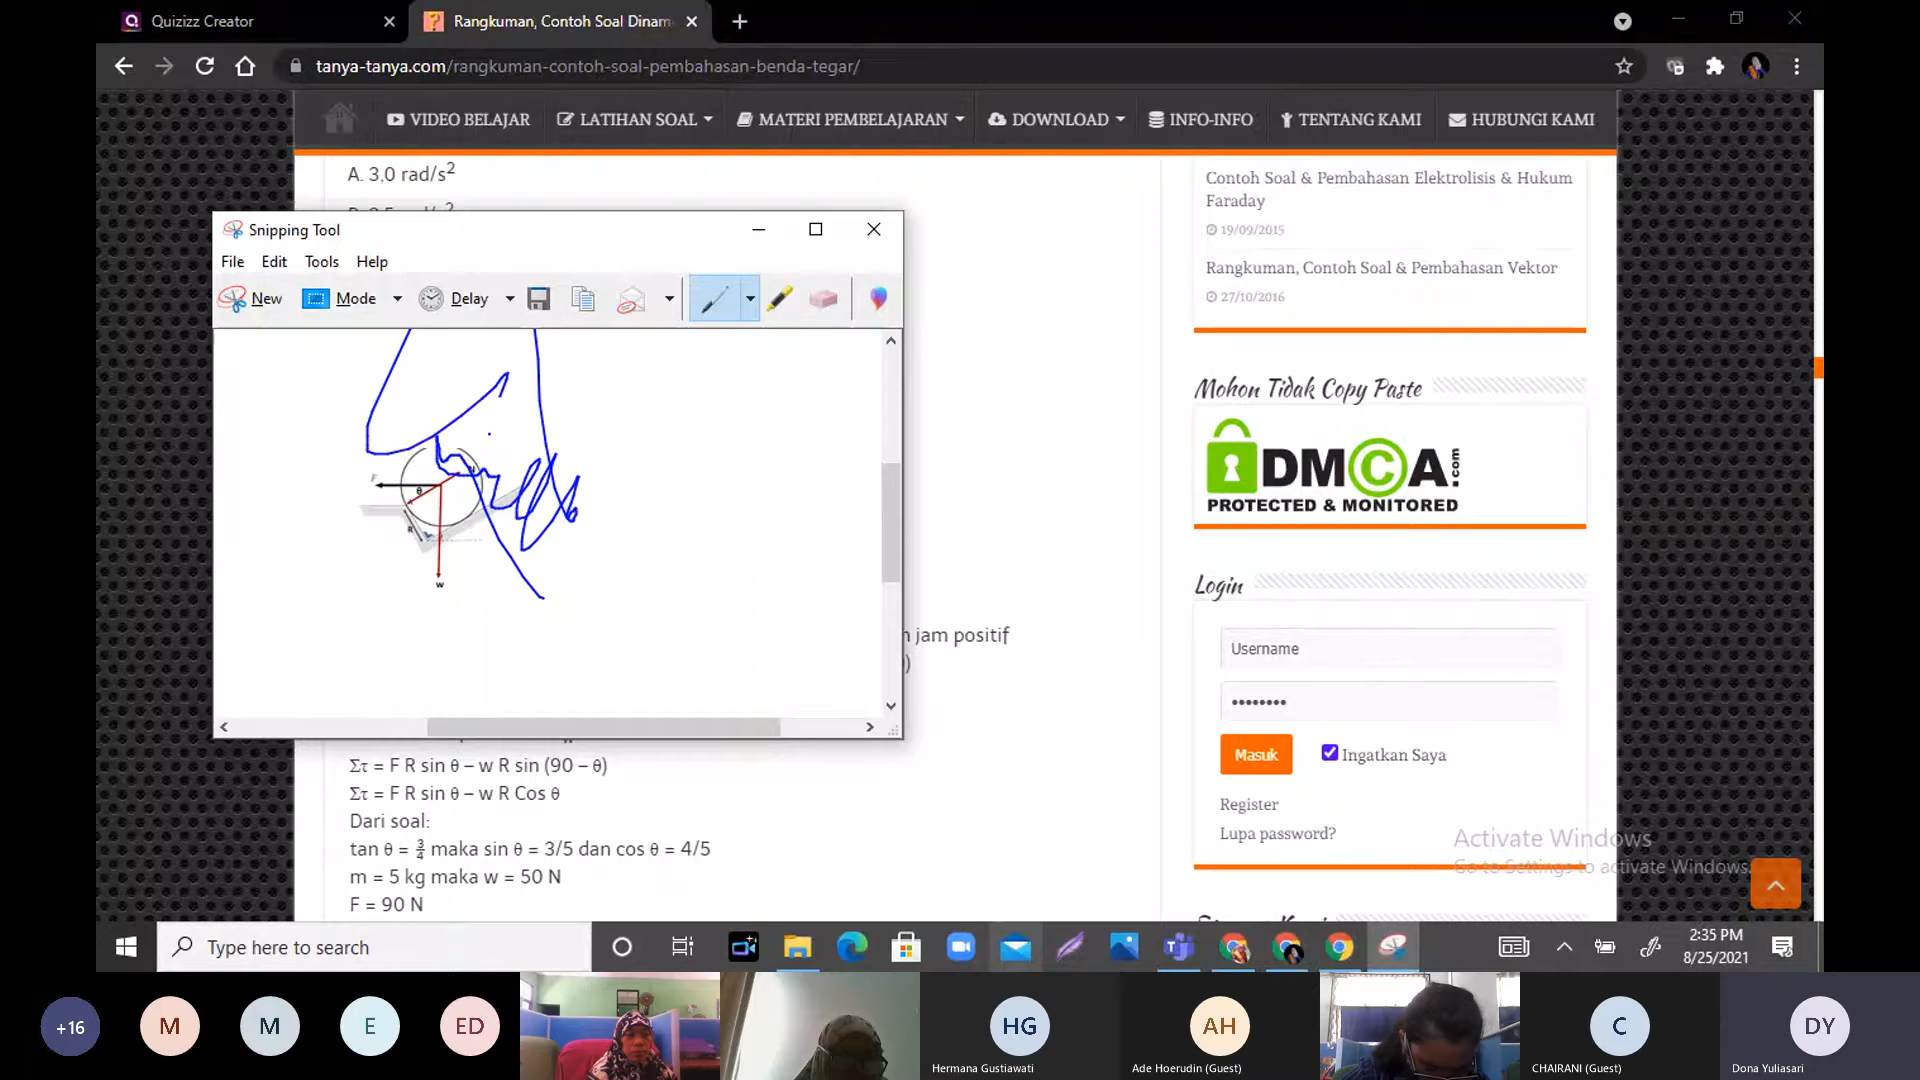 Quizizz Creator
Rangkuman, Contoh Soal Dinam
tanya-tanya.com/rangkuman-contoh-soal-pembahasan-benda-tegar/
VIDEO BELAJAR
LATIHAN SOAL
MATERI PEMBELAJARAN
DOWNLOAD
INFO-INFO
TENTANG KAMI
HUBUNGI KAMI
A. 3,0 rad/s²
Snipping Tool
File Edit Tools Help
New Mode Delay
F
θ
R
w
jam positif
)
Στ = F R sin θ – w R sin (90 – θ)
Στ = F R sin θ – w R Cos θ
Dari soal:
tan θ = ¾ maka sin θ = 3/5 dan cos θ = 4/5
m = 5 kg maka w = 50 N
F = 90 N
Contoh Soal & Pembahasan Elektrolisis & Hukum
Faraday
19/09/2015
Rangkuman, Contoh Soal & Pembahasan Vektor
27/10/2016
Mohon Tidak Copy Paste
DMCA.com
PROTECTED & MONITORED
Login
Username
••••••••
Masuk
Ingatkan Saya
Register
Lupa password?
Activate Windows
Go to Settings to activate Windows.
Type here to search
2:35 PM
8/25/2021
+16
M
M
E
ED
HG
Hermana Gustiawati
AH
Ade Hoerudin (Guest)
C
CHAIRANI (Guest)
DY
Dona Yuliasari